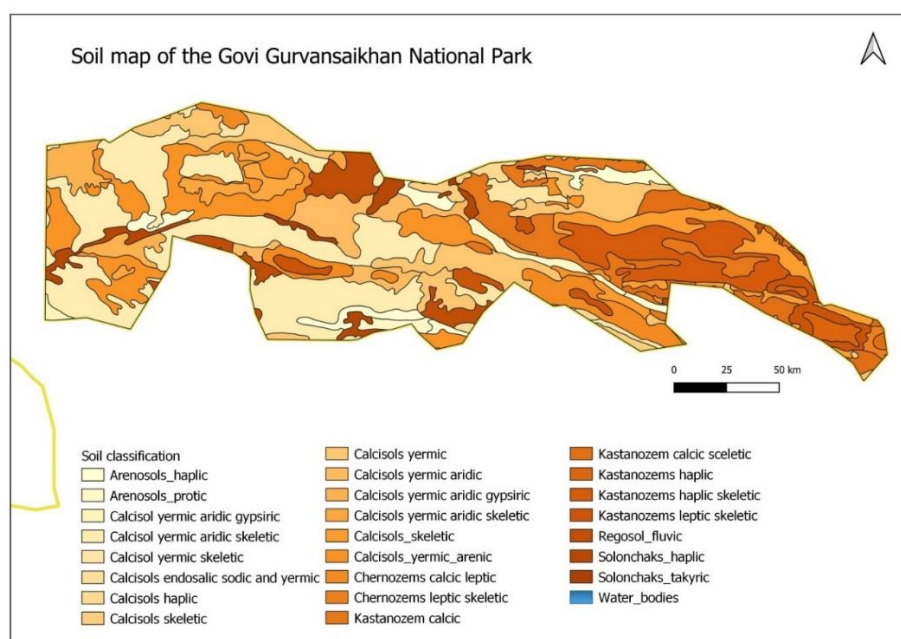 Soil map of the Govi Gurvansaikhan National Park
0 25 50 km
Soil classification
Arenosols_haplic
Arenosols_protic
Calcisol yermic aridic gypsiric
Calcisol yermic aridic skeletic
Calcisol yermic skeletic
Calcisols endosalic sodic and yermic
Calcisols haplic
Calcisols skeletic
Calcisols yermic
Calcisols yermic aridic
Calcisols yermic aridic gypsiric
Calcisols yermic aridic skeletic
Calcisols_skeletic
Calcisols_yermic_arenic
Chernozems calcic leptic
Chernozems leptic skeletic
Kastanozem calcic
Kastanozem calcic sceletic
Kastanozems haplic
Kastanozems haplic skeletic
Kastanozems leptic skeletic
Regosol_fluvic
Solonchaks_haplic
Solonchaks_takyric
Water_bodies